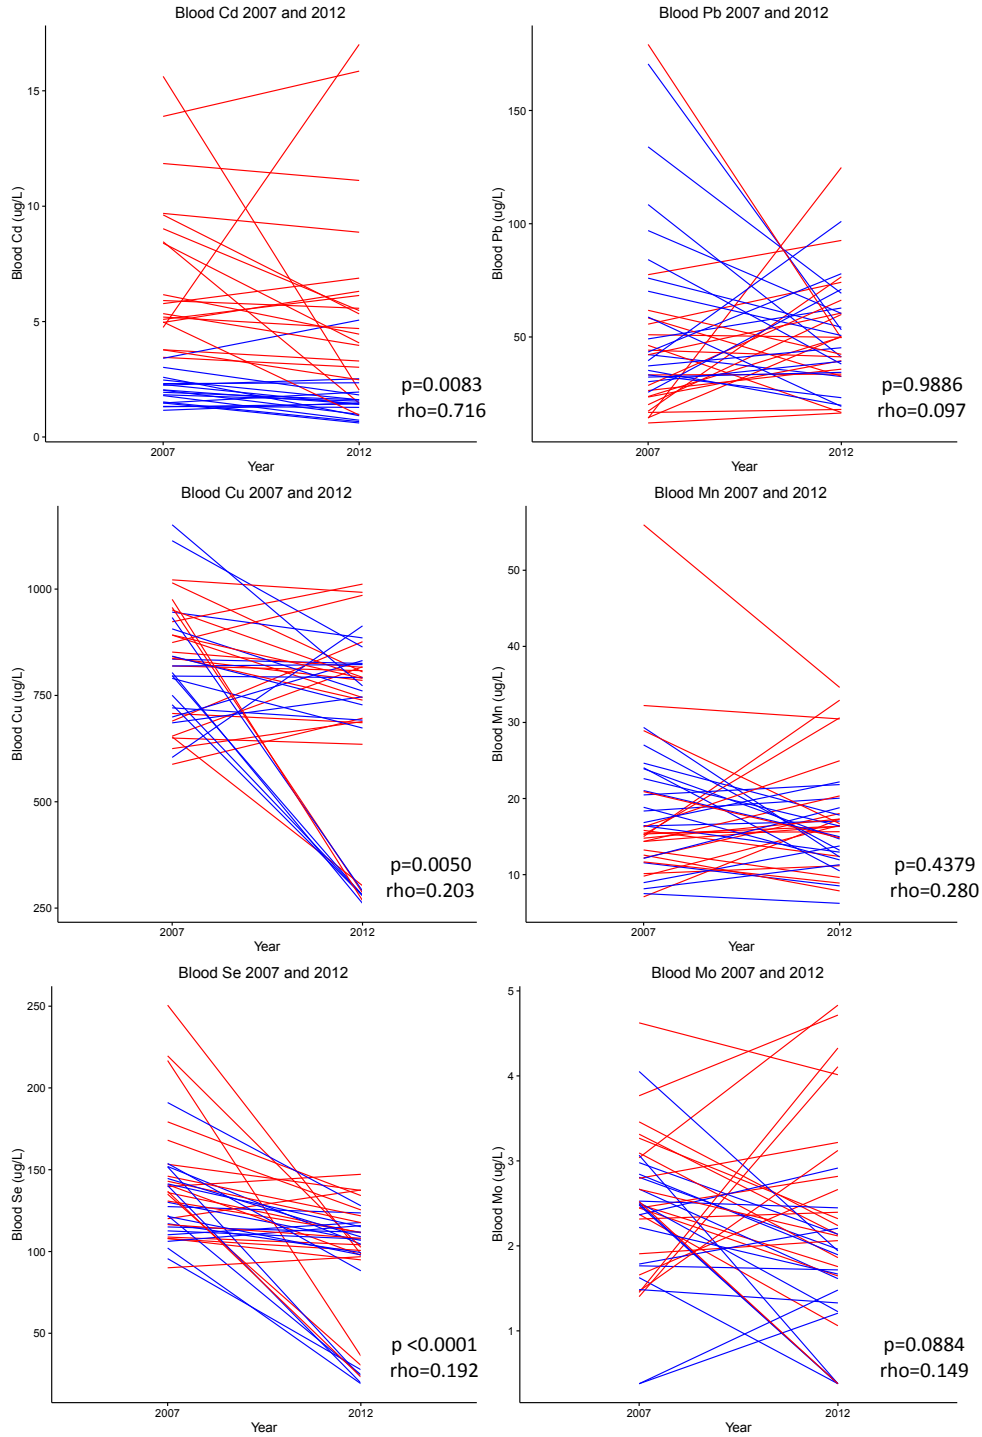 Blood Cd 2007 and 2012
Blood Cd (ug/L)
15
10
5
0
p=0.0083
rho=0.716
2007
2012
Year
Blood Pb 2007 and 2012
Blood Pb (ug/L)
150
100
50
p=0.9886
rho=0.097
2007
2012
Year
Blood Cu 2007 and 2012
Blood Cu (ug/L)
1000
750
500
250
p=0.0050
rho=0.203
2007
2012
Year
Blood Mn 2007 and 2012
Blood Mn (ug/L)
50
40
30
20
10
p=0.4379
rho=0.280
2007
2012
Year
Blood Se 2007 and 2012
Blood Se (ug/L)
250
200
150
100
50
p <0.0001
rho=0.192
2007
2012
Year
Blood Mo 2007 and 2012
Blood Mo (ug/L)
5
4
3
2
1
p=0.0884
rho=0.149
2007
2012
Year